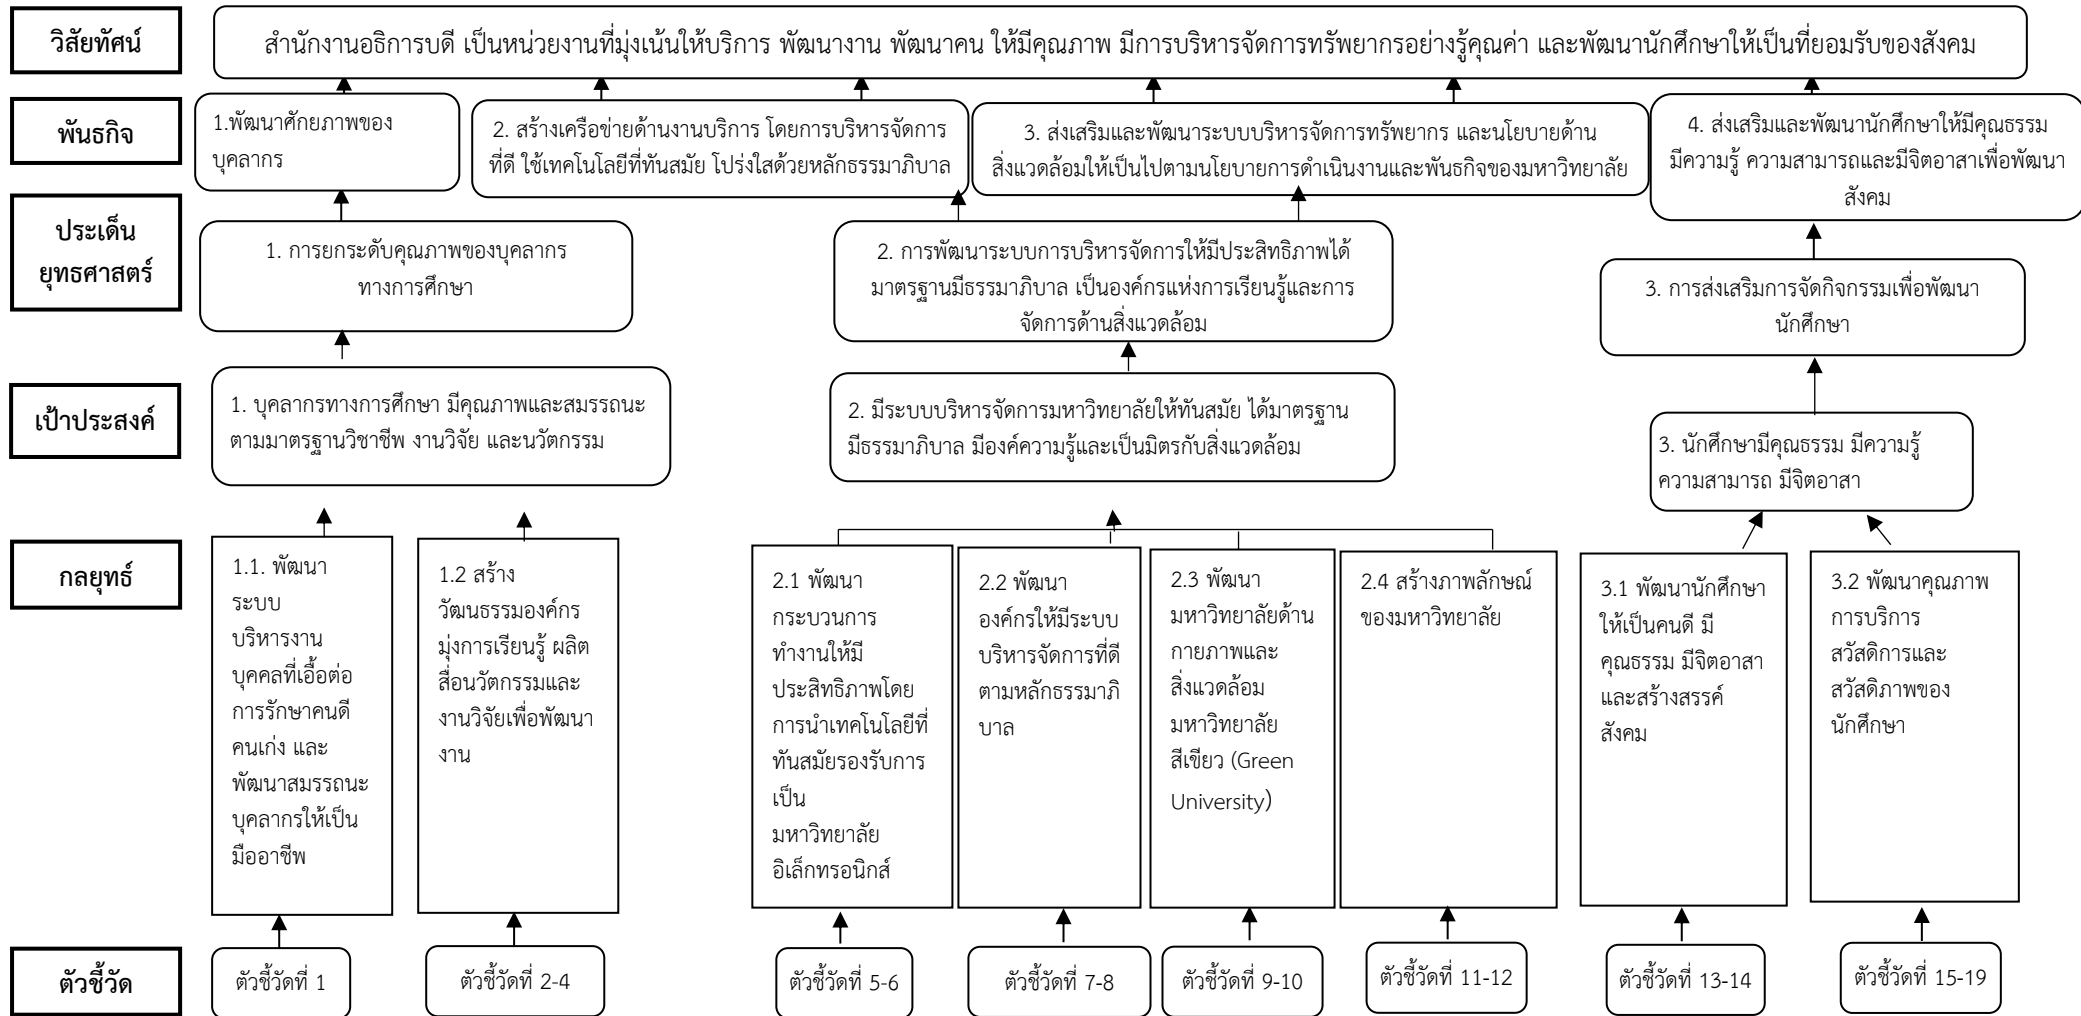 วิสัยทัศน์
สำนักงานอธิการบดี เป็นหน่วยงานที่มุ่งเน้นให้บริการ พัฒนางาน พัฒนาคน ให้มีคุณภาพ มีการบริหารจัดการทรัพยากรอย่างรู้คุณค่า และพัฒนานักศึกษาให้เป็นที่ยอมรับของสังคม
พันธกิจ
1.พัฒนาศักยภาพของ
บุคลากร
2. สร้างเครือข่ายด้านงานบริการ โดยการบริหารจัดการ
ที่ดี ใช้เทคโนโลยีที่ทันสมัย โปร่งใสด้วยหลักธรรมาภิบาล
3. ส่งเสริมและพัฒนาระบบบริหารจัดการทรัพยากร และนโยบายด้าน
สิ่งแวดล้อมให้เป็นไปตามนโยบายการดำเนินงานและพันธกิจของมหาวิทยาลัย
4. ส่งเสริมและพัฒนานักศึกษาให้มีคุณธรรม
มีความรู้ ความสามารถและมีจิตอาสาเพื่อพัฒนา
สังคม
ประเด็น
ยุทธศาสตร์
1. การยกระดับคุณภาพของบุคลากร
ทางการศึกษา
2. การพัฒนาระบบการบริหารจัดการให้มีประสิทธิภาพได้
มาตรฐานมีธรรมาภิบาล เป็นองค์กรแห่งการเรียนรู้และการ
จัดการด้านสิ่งแวดล้อม
3. การส่งเสริมการจัดกิจกรรมเพื่อพัฒนา
นักศึกษา
เป้าประสงค์
1. บุคลากรทางการศึกษา มีคุณภาพและสมรรถนะ
ตามมาตรฐานวิชาชีพ งานวิจัย และนวัตกรรม
2. มีระบบบริหารจัดการมหาวิทยาลัยให้ทันสมัย ได้มาตรฐาน
มีธรรมาภิบาล มีองค์ความรู้และเป็นมิตรกับสิ่งแวดล้อม
3. นักศึกษามีคุณธรรม มีความรู้
ความสามารถ มีจิตอาสา
กลยุทธ์
1.1. พัฒนา
ระบบ
บริหารงาน
บุคคลที่เอื้อต่อ
การรักษาคนดี
คนเก่ง และ
พัฒนาสมรรถนะ
บุคลากรให้เป็น
มืออาชีพ
1.2 สร้าง
วัฒนธรรมองค์กร
มุ่งการเรียนรู้ ผลิต
สื่อนวัตกรรมและ
งานวิจัยเพื่อพัฒนา
งาน
2.1 พัฒนา
กระบวนการ
ทำงานให้มี
ประสิทธิภาพโดย
การนำเทคโนโลยีที่
ทันสมัยรองรับการ
เป็น
มหาวิทยาลัย
อิเล็กทรอนิกส์
2.2 พัฒนา
องค์กรให้มีระบบ
บริหารจัดการที่ดี
ตามหลักธรรมาภิ
บาล
2.3 พัฒนา
มหาวิทยาลัยด้าน
กายภาพและ
สิ่งแวดล้อม
มหาวิทยาลัย
สีเขียว (Green
University)
2.4 สร้างภาพลักษณ์
ของมหาวิทยาลัย
3.1 พัฒนานักศึกษา
ให้เป็นคนดี มี
คุณธรรม มีจิตอาสา
และสร้างสรรค์
สังคม
3.2 พัฒนาคุณภาพ
การบริการ
สวัสดิการและ
สวัสดิภาพของ
นักศึกษา
ตัวชี้วัด
ตัวชี้วัดที่ 1
ตัวชี้วัดที่ 2-4
ตัวชี้วัดที่ 5-6
ตัวชี้วัดที่ 7-8
ตัวชี้วัดที่ 9-10
ตัวชี้วัดที่ 11-12
ตัวชี้วัดที่ 13-14
ตัวชี้วัดที่ 15-19